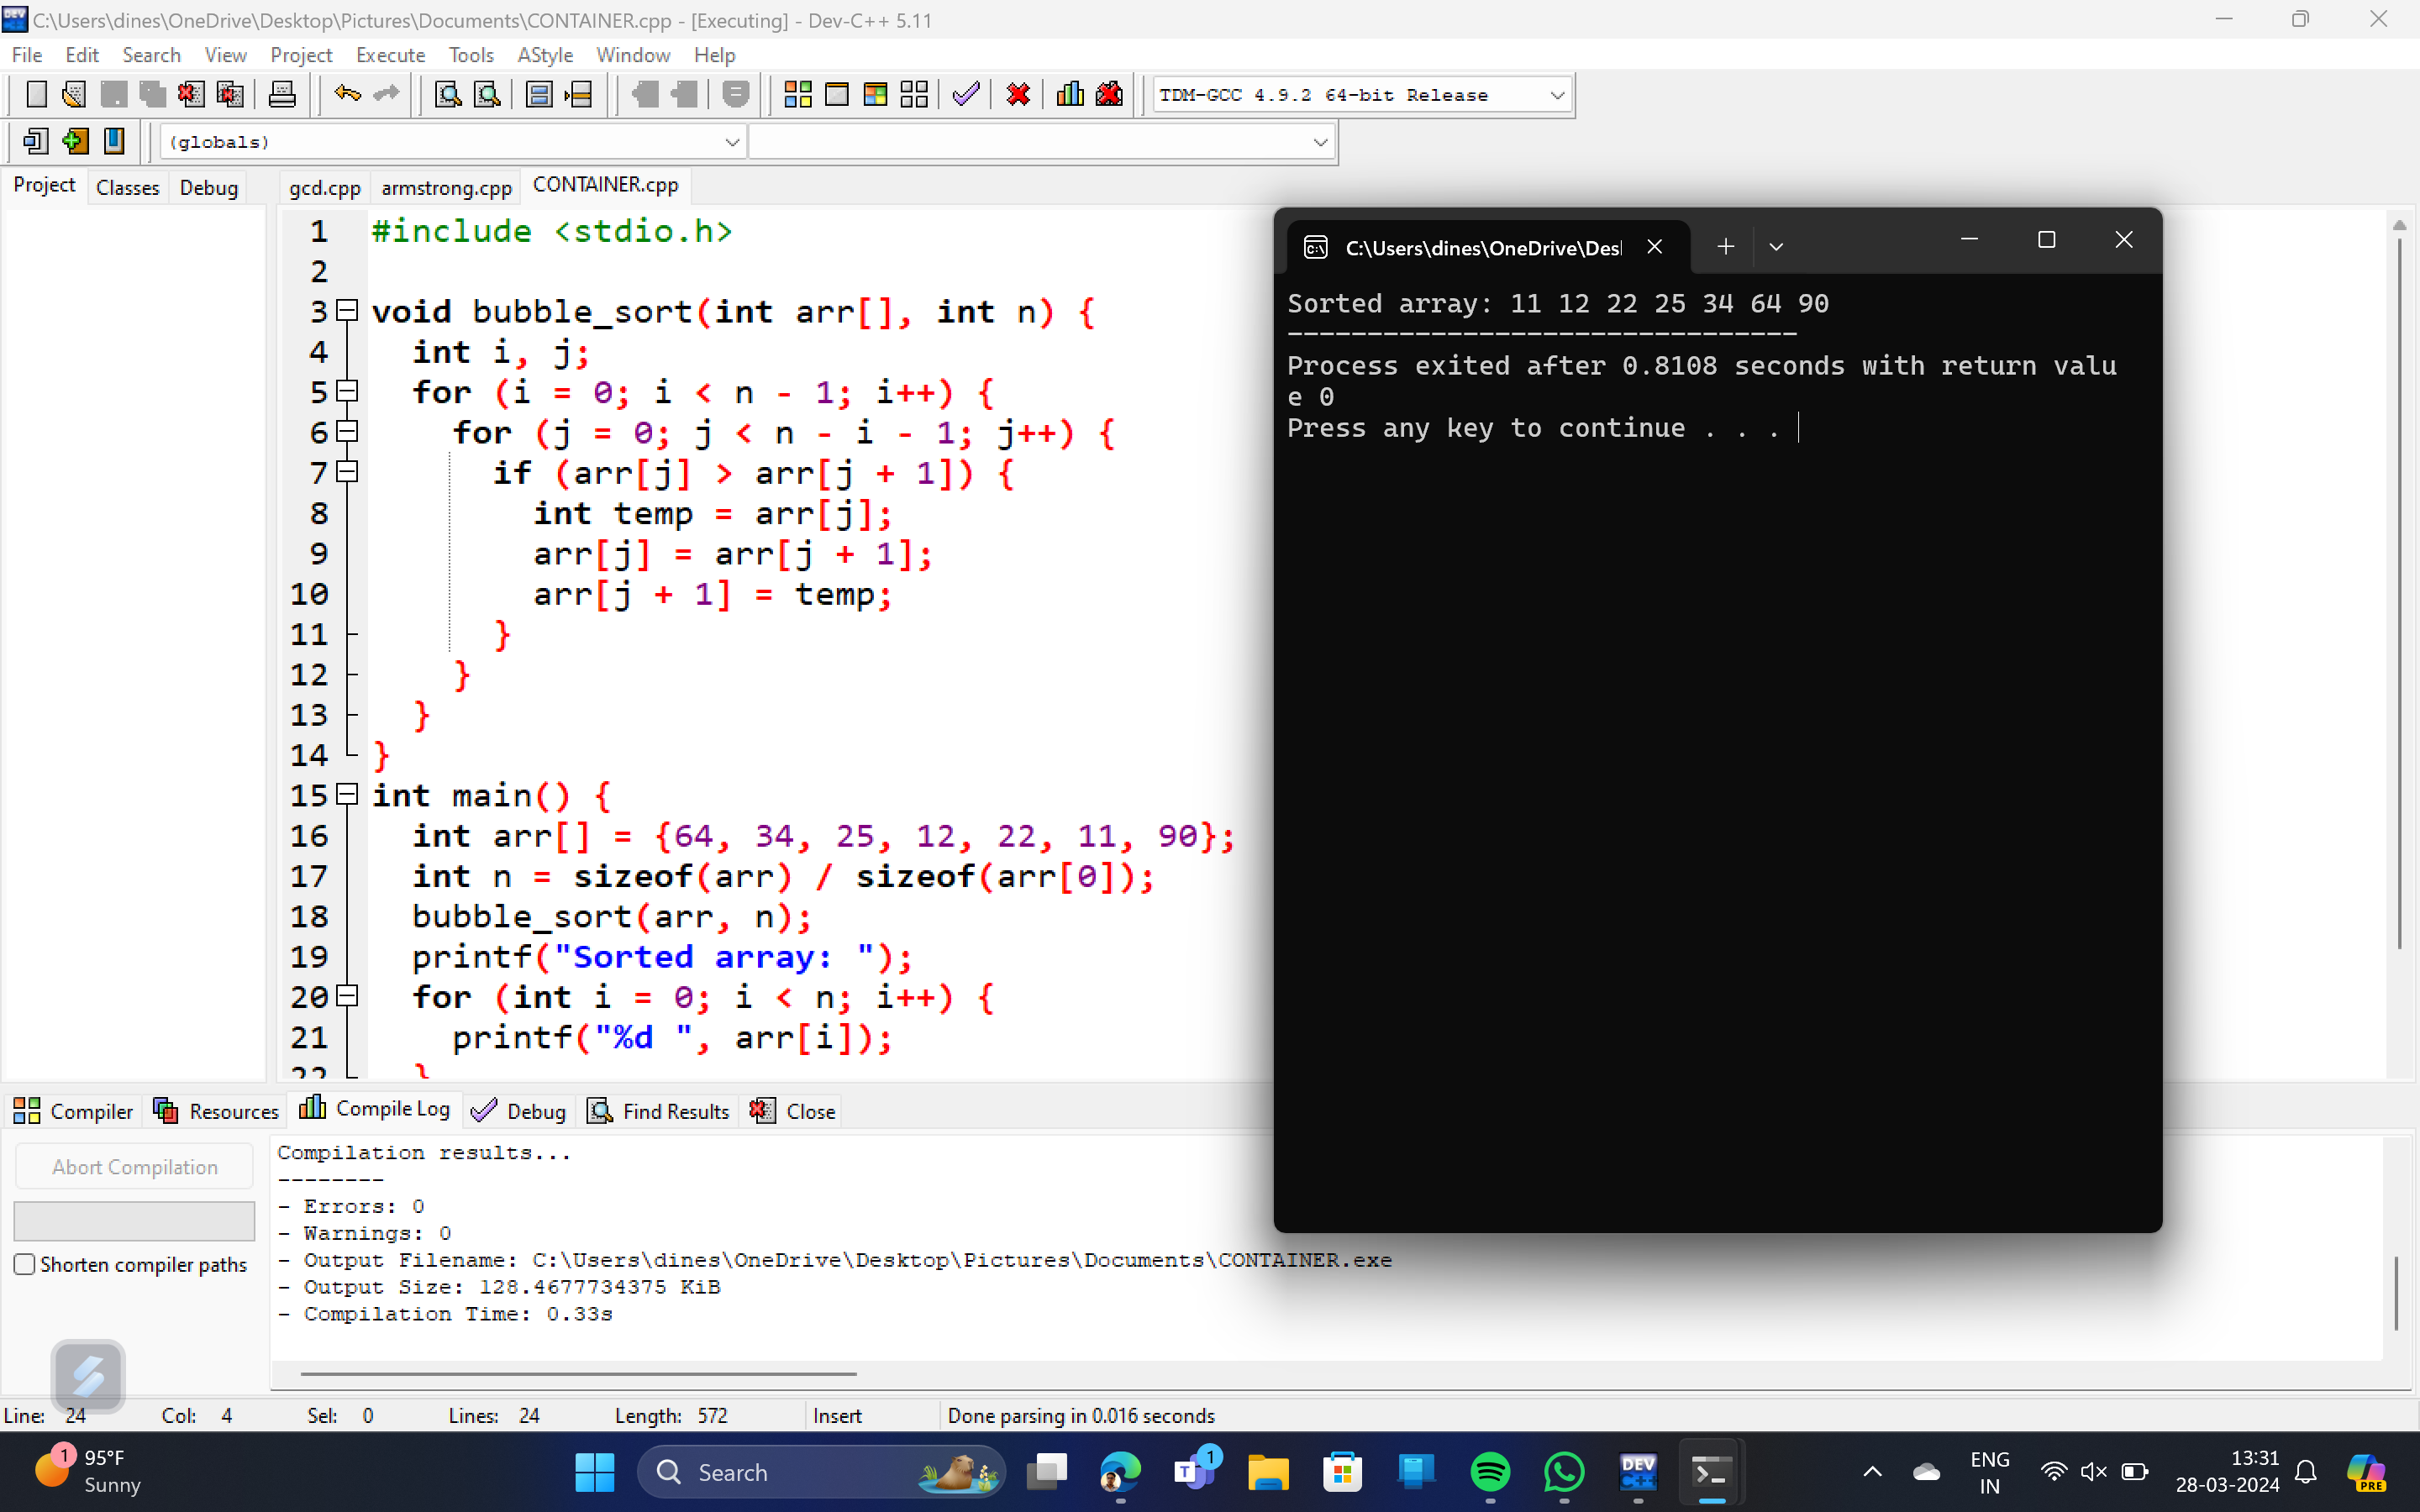 C:\Users\dines\OneDrive\Desktop\Pictures\Documents\CONTAINER.cpp - [Executing] - Dev-C++ 5.11
File Edit Search View Project Execute Tools AStyle Window Help
TDM-GCC 4.9.2 64-bit Release
(globals)
Project Classes Debug
gcd.cpp armstrong.cpp CONTAINER.cpp
1 #include <stdio.h>
2
3 void bubble_sort(int arr[], int n) {
4 int i, j;
5 for (i = 0; i < n - 1; i++) {
6 for (j = 0; j < n - i - 1; j++) {
7 if (arr[j] > arr[j + 1]) {
8 int temp = arr[j];
9 arr[j] = arr[j + 1];
10 arr[j + 1] = temp;
11 }
12 }
13 }
14 }
15 int main() {
16 int arr[] = {64, 34, 25, 12, 22, 11, 90};
17 int n = sizeof(arr) / sizeof(arr[0]);
18 bubble_sort(arr, n);
19 printf("Sorted array: ");
20 for (int i = 0; i < n; i++) {
21 printf("%d ", arr[i]);
22 }
C:\Users\dines\OneDrive\Des
Sorted array: 11 12 22 25 34 64 90
--------------------------------
Process exited after 0.8108 seconds with return valu
e 0
Press any key to continue . . .
Compiler Resources Compile Log Debug Find Results Close
Abort Compilation
Shorten compiler paths
Compilation results...
--------
- Errors: 0
- Warnings: 0
- Output Filename: C:\Users\dines\OneDrive\Desktop\Pictures\Documents\CONTAINER.exe
- Output Size: 128.4677734375 KiB
- Compilation Time: 0.33s
Line: 24 Col: 4 Sel: 0 Lines: 24 Length: 572 Insert Done parsing in 0.016 seconds
1
95°F
Sunny
Search
T
1
DEV
C++
ENG
IN
13:31
28-03-2024
PRE